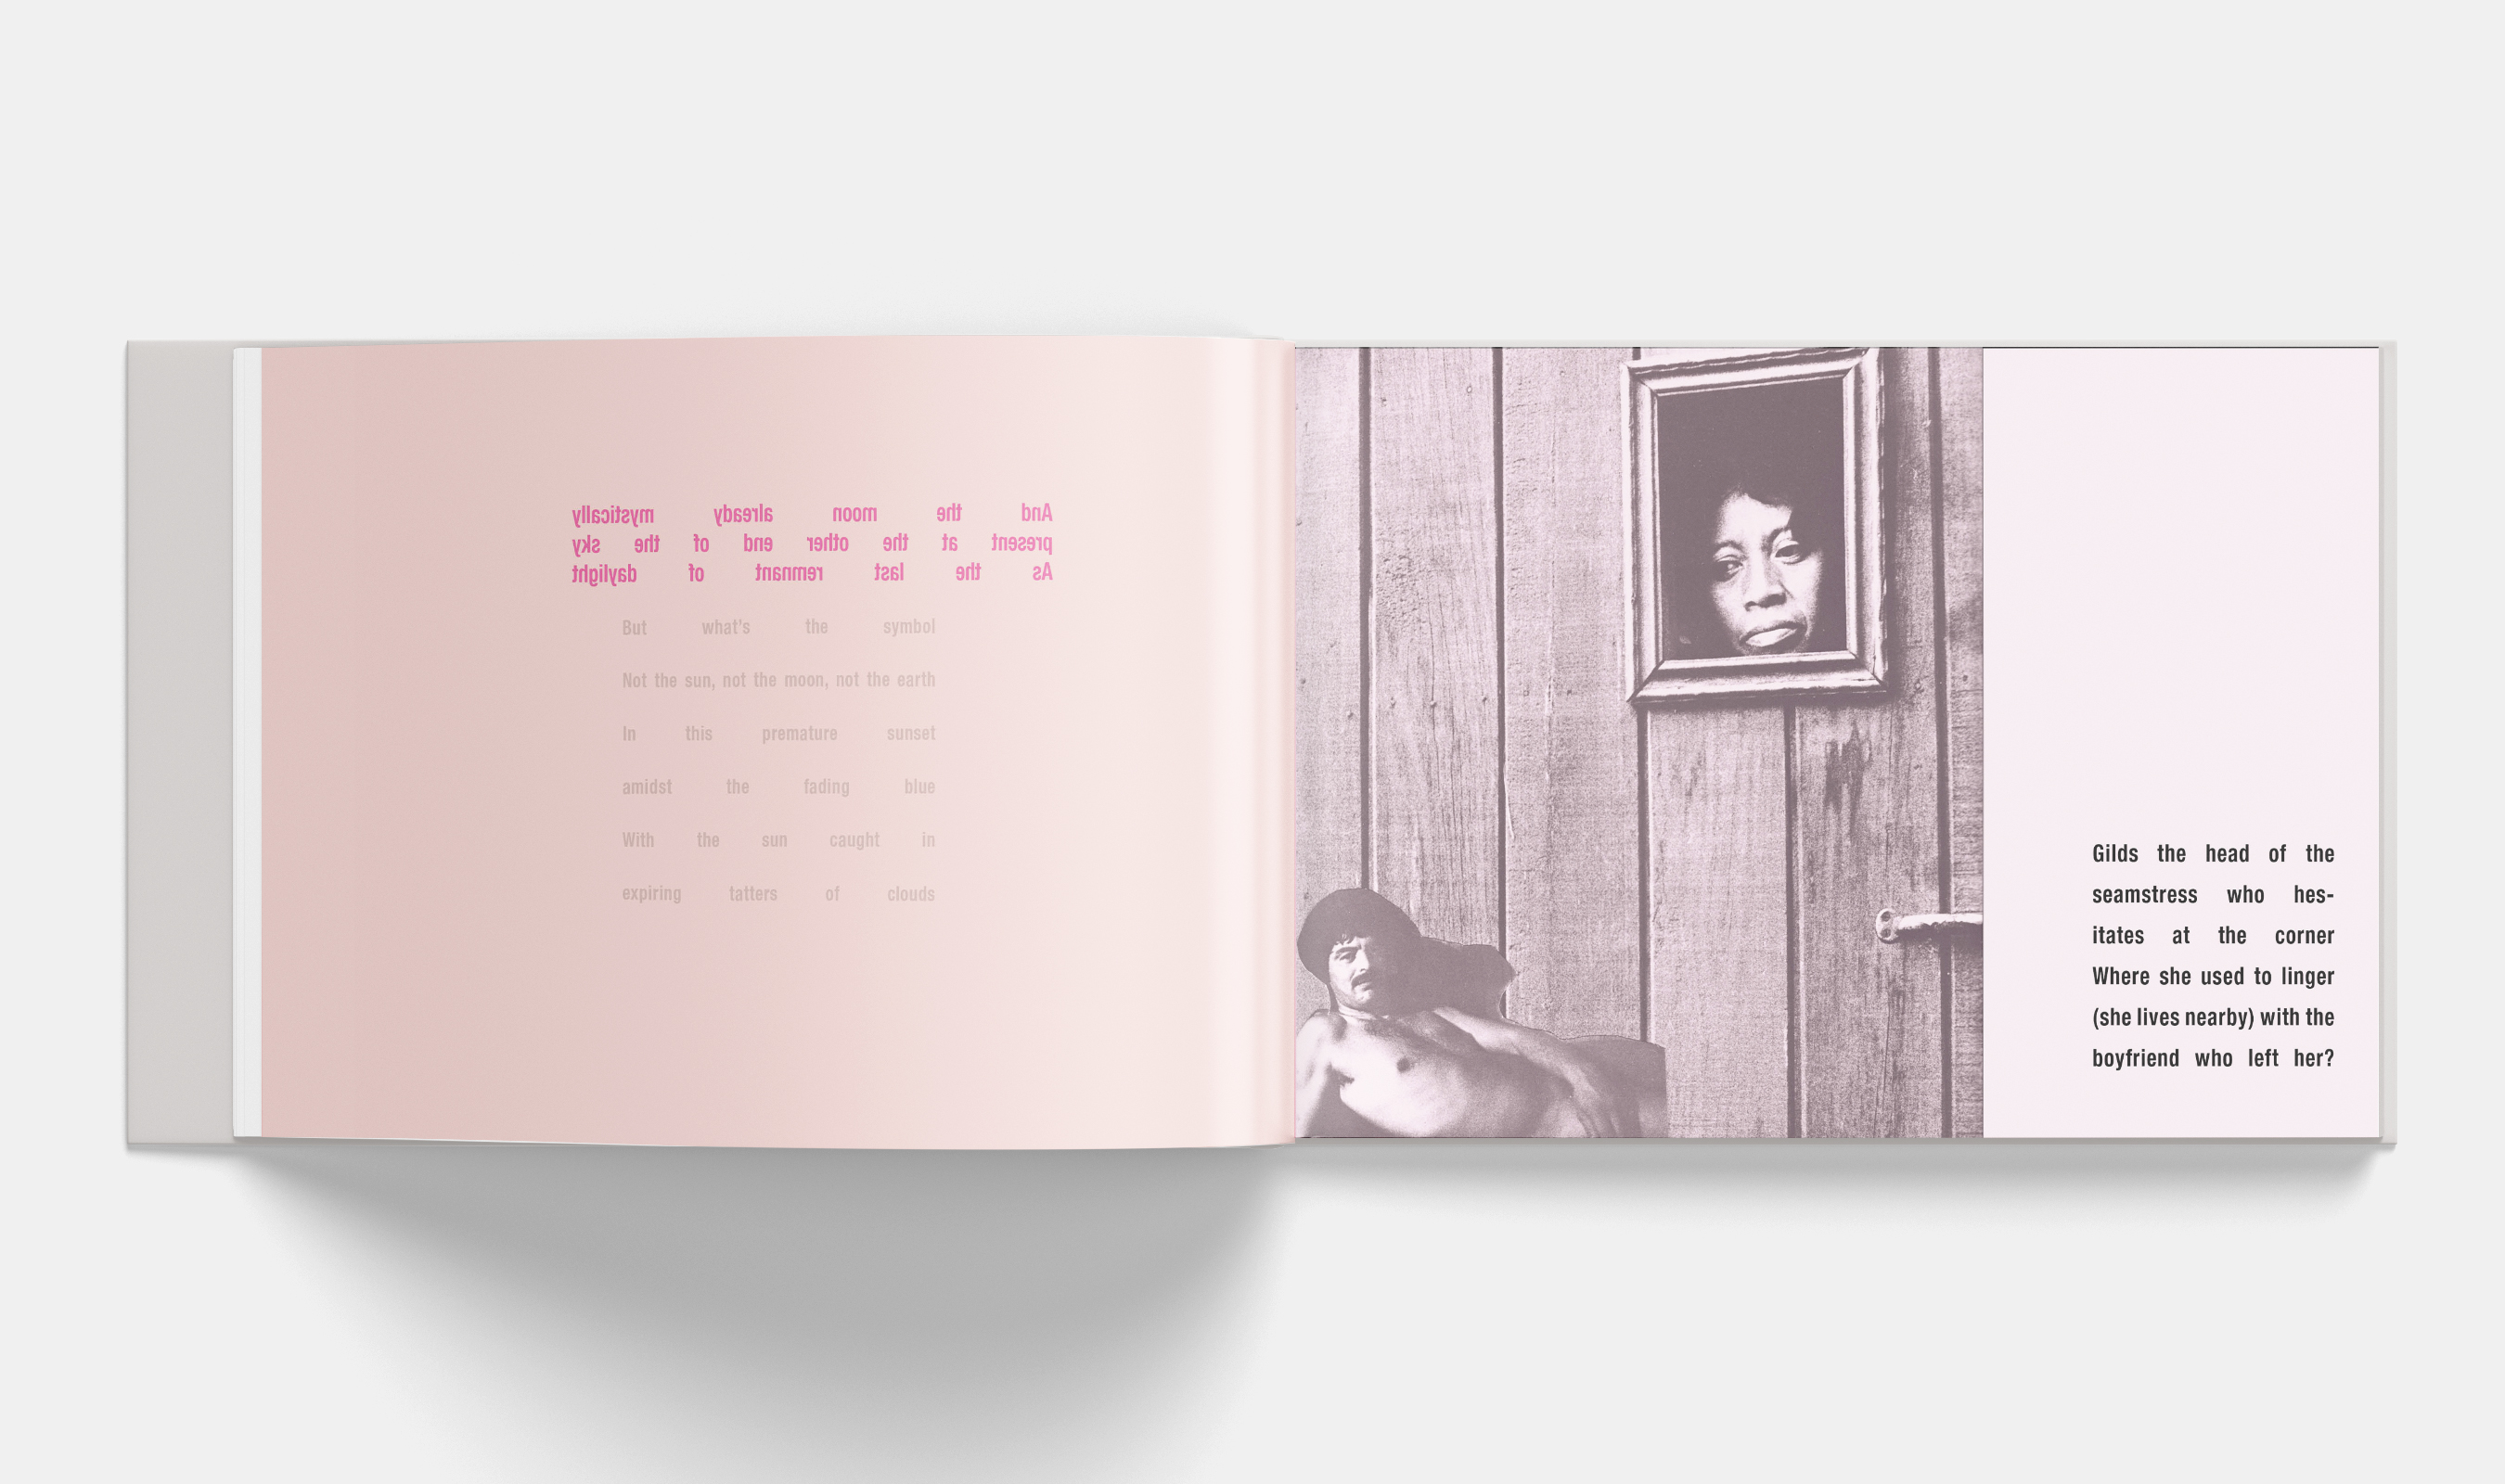 And the moon already mystically
present at the other end of the sky
As the last remnant of daylight
But what's the symbol
Not the sun, not the moon, not the earth
In this premature sunset
amidst the fading blue
With the sun caught in
expiring tatters of clouds
Gilds the head of the
seamstress who hes-
itates at the corner
Where she used to linger
(she lives nearby) with the
boyfriend who left her?